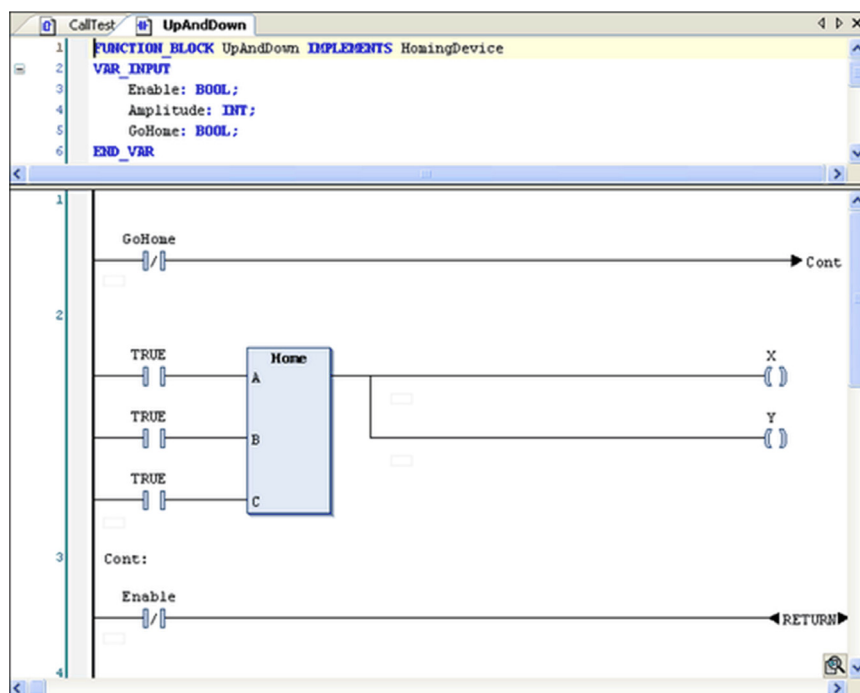 CallTest UpAndDown
1 FUNCTION_BLOCK UpAndDown IMPLEMENTS HomingDevice
2 VAR_INPUT
3 Enable: BOOL;
4 Amplitude: INT;
5 GoHome: BOOL;
6 END_VAR
1
GoHome
Cont
2
TRUE Home X
A
TRUE Y
B
TRUE
C
3 Cont:
Enable
RETURN
4